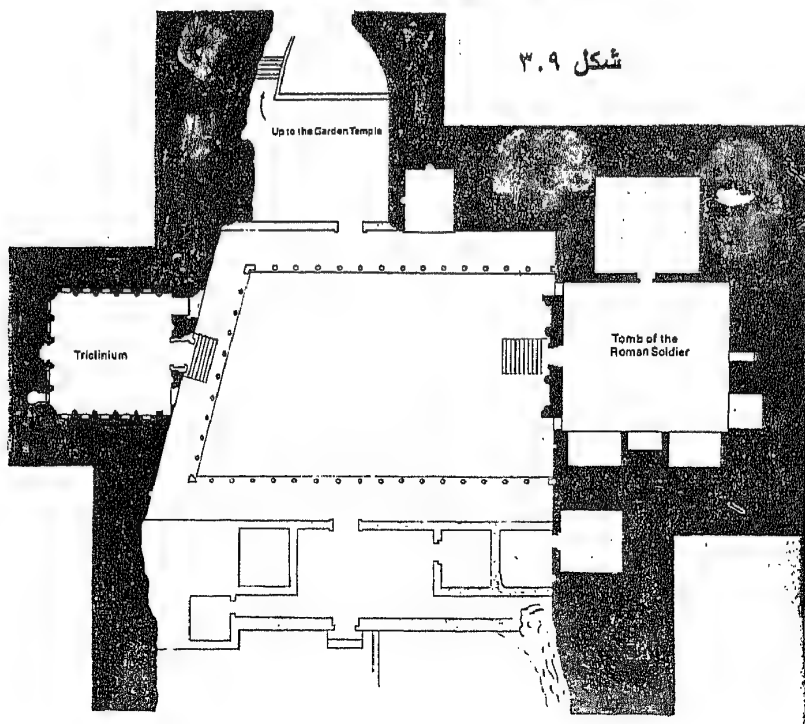 شكل ٣.٩
Up to the Garden Temple
Triclinium
Tomb of the
Roman Soldier